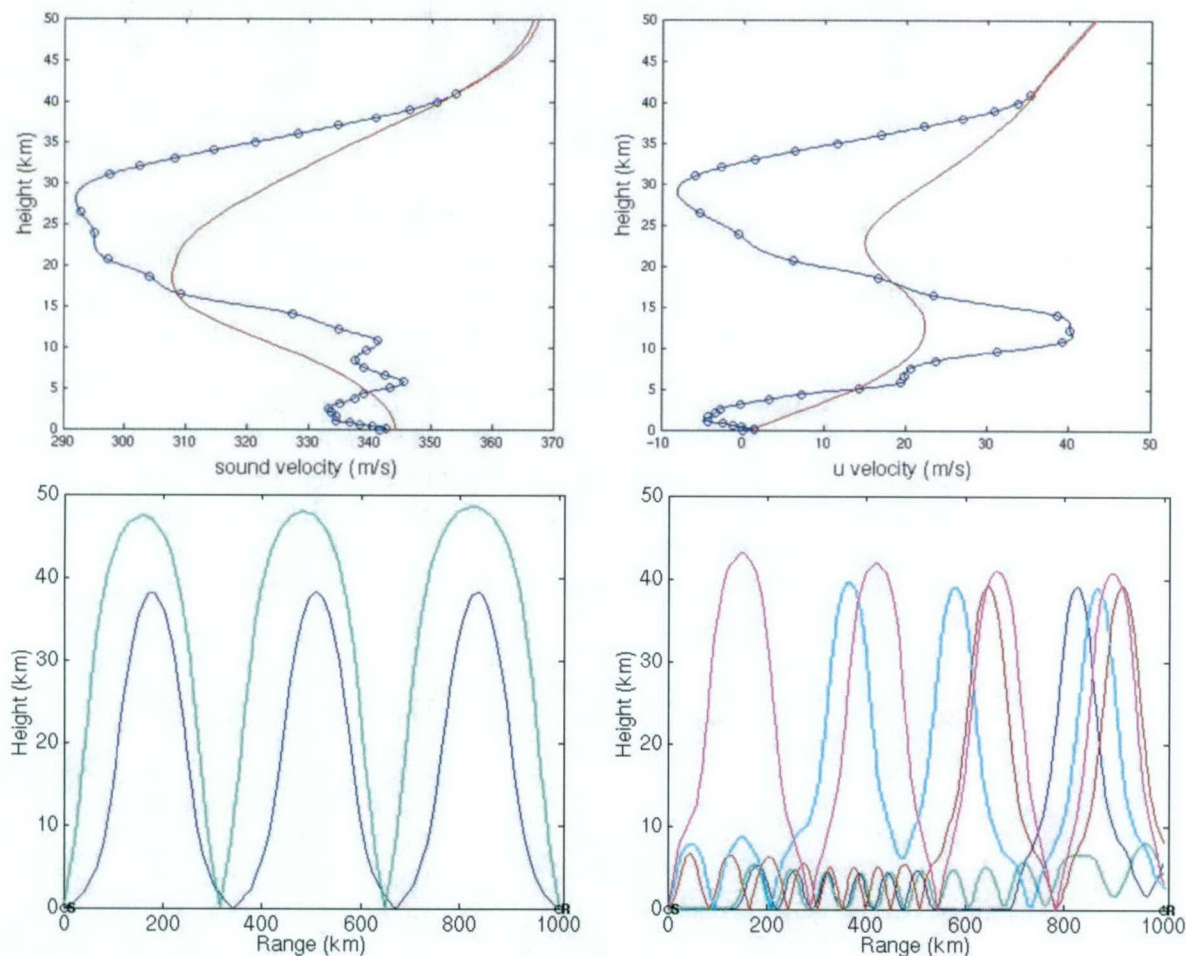 50
45
40
35
30
25
20
15
10
5
0
height (km)
290 300 310 320 330 340 350 360 370
sound velocity (m/s)
50
45
40
35
30
25
20
15
10
5
0
height (km)
-10 0 10 20 30 40 50
u velocity (m/s)
50
40
30
20
10
0
Height (km)
S
R
0 200 400 600 800 1000
Range (km)
50
40
30
20
10
0
Height (km)
S
R
0 200 400 600 800 1000
Range (km)